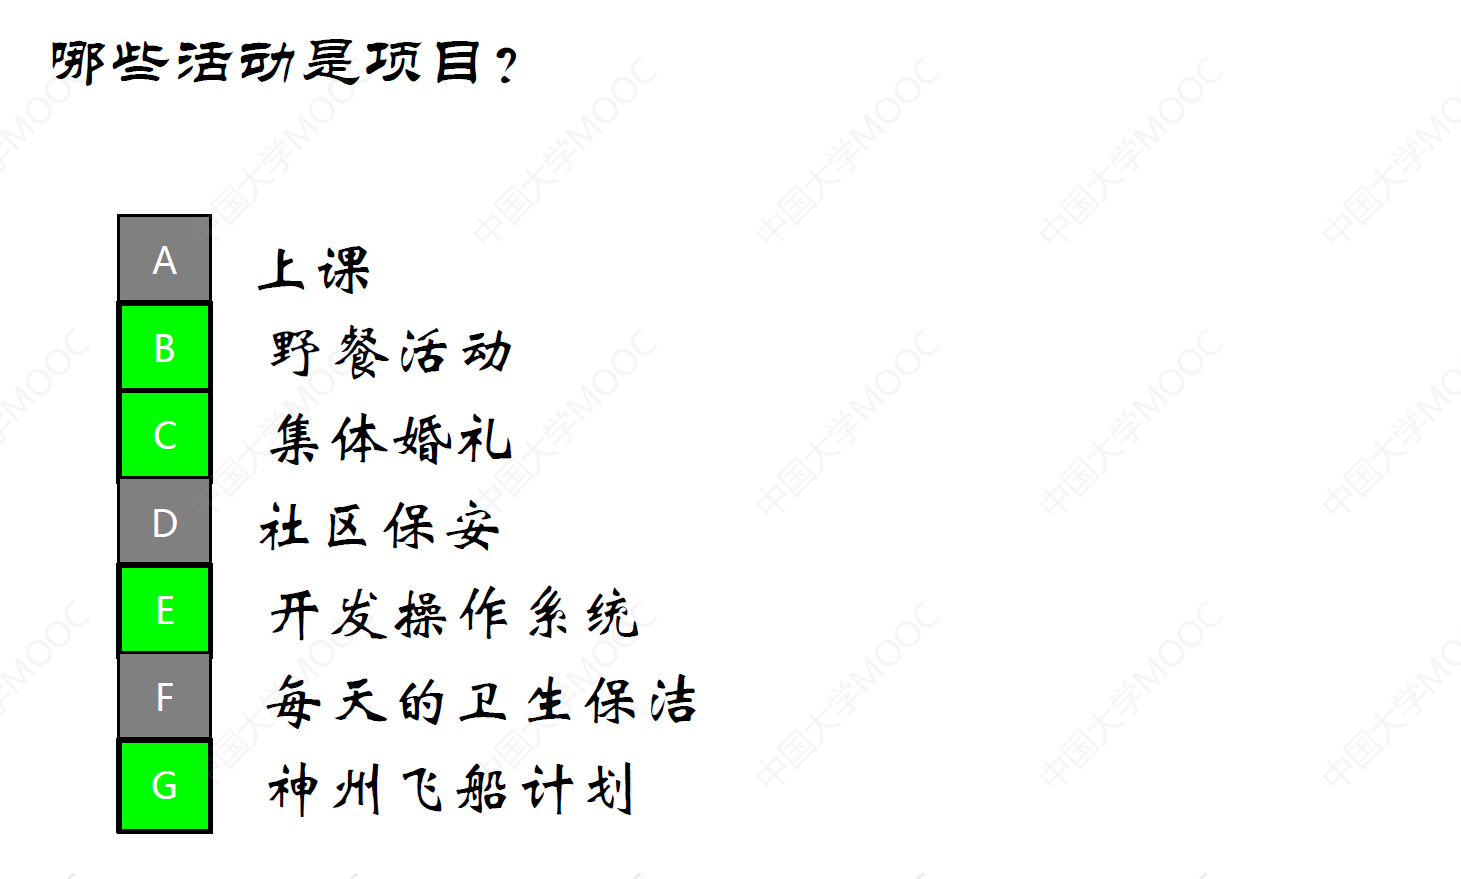 哪些活动是项目?
A 上课
B 野餐活动
C 集体婚礼
D 社区保安
E 开发操作系统
F 每天的卫生保洁
G 神州飞船计划
中国大学MOOC